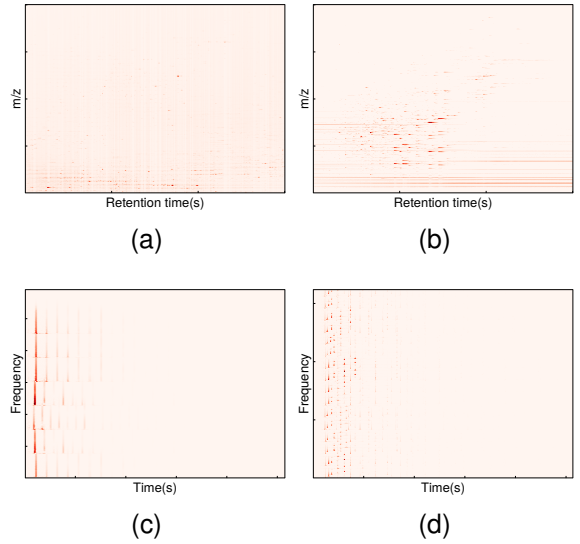 m/z
Retention time(s)
(a)
m/z
Retention time(s)
(b)
Frequency
Time(s)
(c)
Frequency
Time(s)
(d)